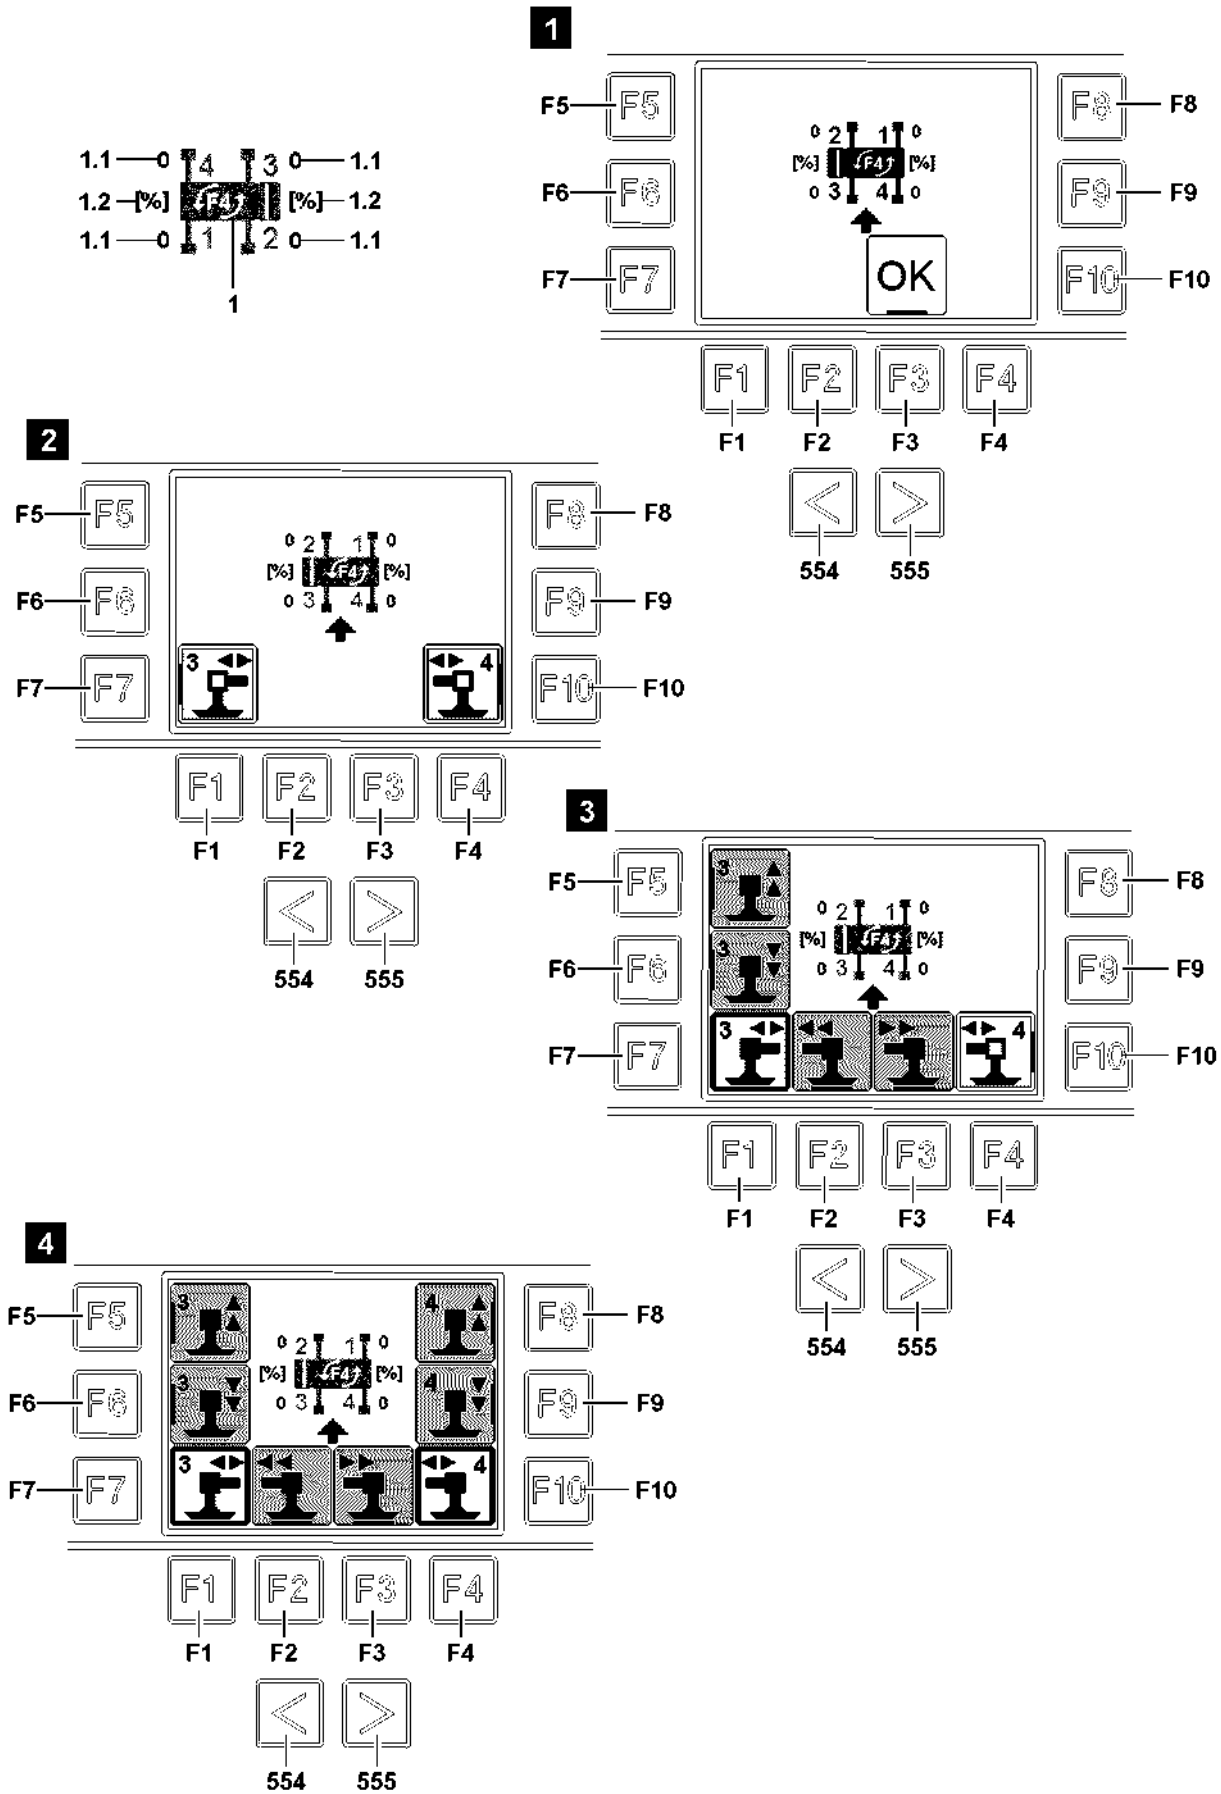 1
F5 F5 F8 F8
0 2 1 0
[%] F4 [%]
0 3 4 0
F6 F6 F9 F9
OK
F7 F7 F10 F10
F1 F2 F3 F4
F1 F2 F3 F4
< >
554 555
1.1 0 4 3 0 1.1
1.2 [%] F4 [%] 1.2
1.1 0 1 2 0 1.1
1
2
F5 F5 F8 F8
0 2 1 0
[%] F4 [%]
0 3 4 0
F6 F6 F9 F9
3 4
F7 F7 F10 F10
F1 F2 F3 F4
F1 F2 F3 F4
< >
554 555
3
3
F5 F5 F8 F8
0 2 1 0
[%] F4 [%]
3
0 3 4 0
F6 F6 F9 F9
3 4
F7 F7 F10 F10
F1 F2 F3 F4
F1 F2 F3 F4
< >
554 555
4
3 4
F5 F5 F8 F8
0 2 1 0
[%] F4 [%]
3 4
0 3 4 0
F6 F6 F9 F9
3 4
F7 F7 F10 F10
F1 F2 F3 F4
F1 F2 F3 F4
< >
554 555